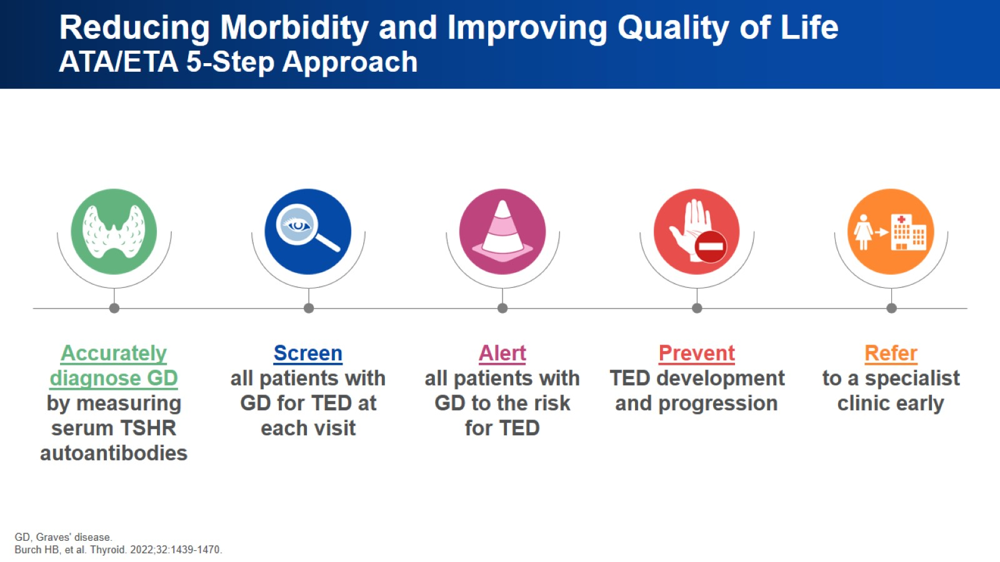 Reducing Morbidity and Improving Quality of Life
ATA/ETA 5-Step Approach
Accurately
diagnose GD
by measuring
serum TSHR
autoantibodies
Screen
all patients with
GD for TED at
each visit
Alert
all patients with
GD to the risk
for TED
Prevent
TED development
and progression
Refer
to a specialist
clinic early
GD, Graves' disease.
Burch HB, et al. Thyroid. 2022;32:1439-1470.